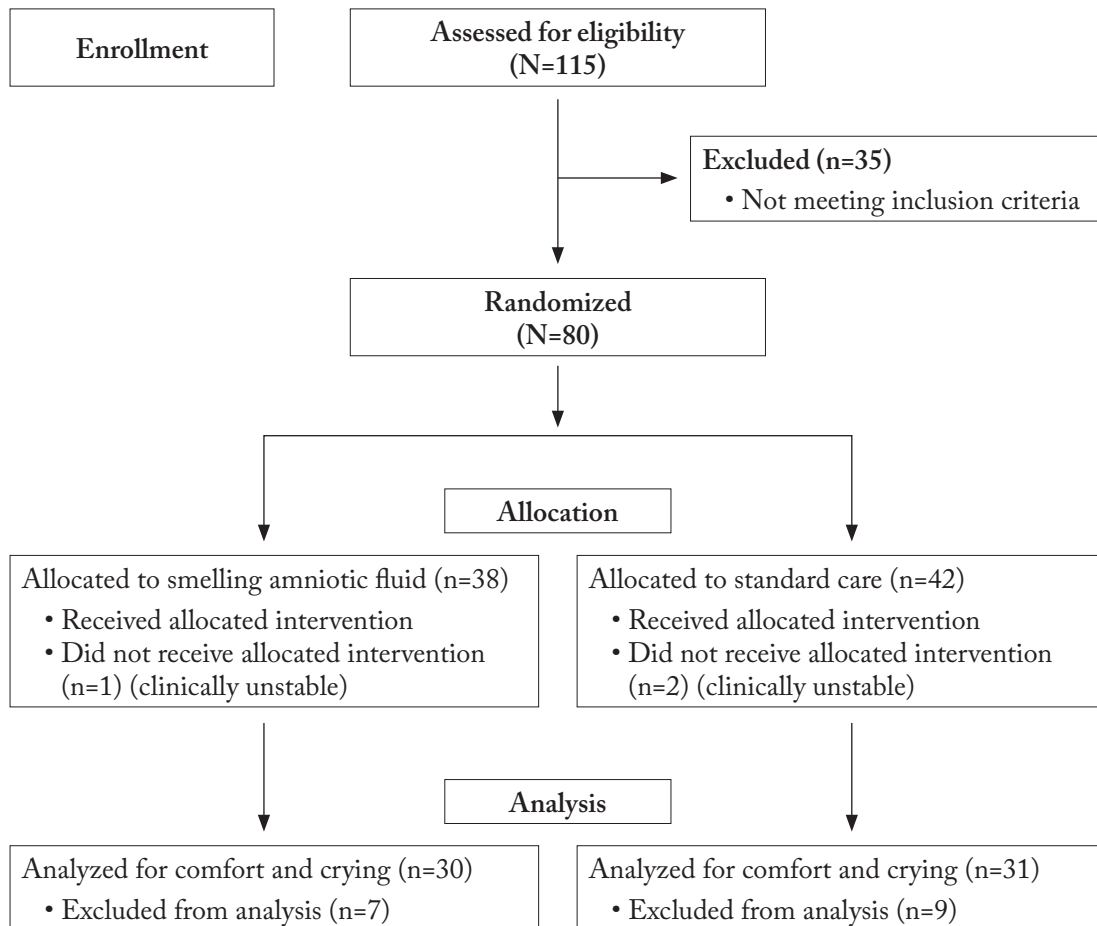 Enrollment
Assessed for eligibility
(N=115)
Excluded (n=35)
• Not meeting inclusion criteria
Randomized
(N=80)
Allocation
Allocated to smelling amniotic fluid (n=38)
• Received allocated intervention
• Did not receive allocated intervention
(n=1) (clinically unstable)
Allocated to standard care (n=42)
• Received allocated intervention
• Did not receive allocated intervention
(n=2) (clinically unstable)
Analysis
Analyzed for comfort and crying (n=30)
• Excluded from analysis (n=7)
Analyzed for comfort and crying (n=31)
• Excluded from analysis (n=9)